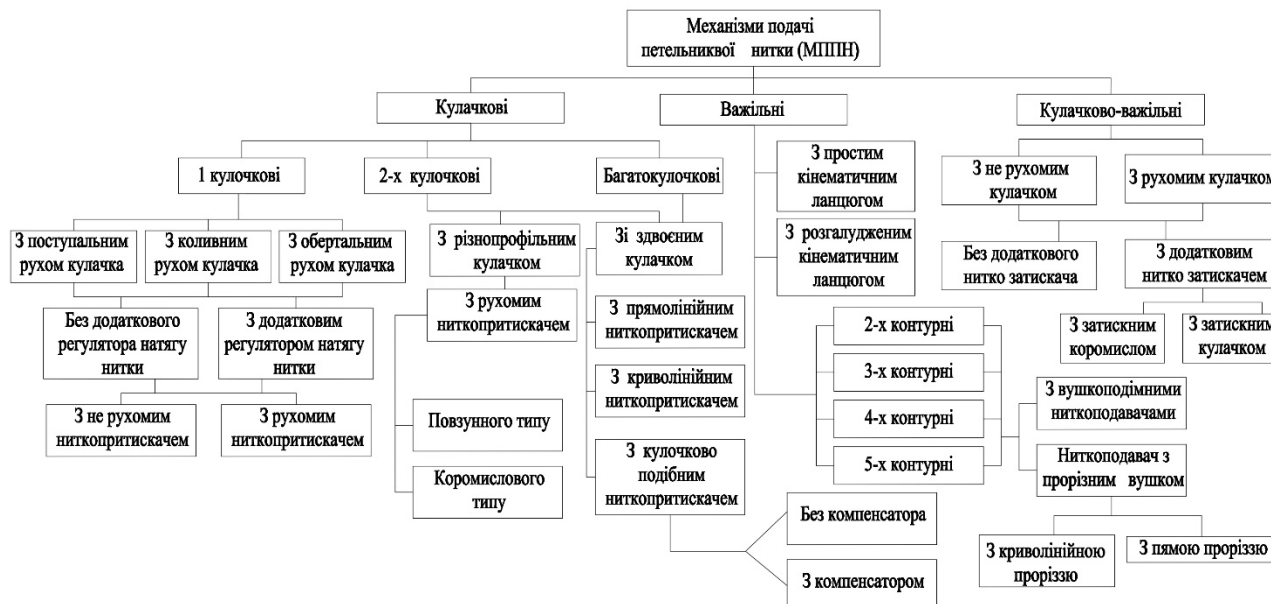 Механізми подачі
петельниквої нитки (МППН)
Кулачкові
Важільні
Кулачково-важільні
1 кулочкові
2-х кулочкові
Багатокулочкові
З простим
кінематичним
ланцюгом
З не рухомим
кулачком
З рухомим кулачком
З поступальним
рухом кулачка
З коливним
рухом кулачка
З обертальним
рухом кулачка
З різнопрофільним
кулачком
Зі здвоєним
кулачком
З розгалудженим
кінематичним
ланцюгом
Без додаткового
нитко затискача
З додатковим
нитко затискачем
Без додаткового
регулятора натягу
нитки
З додатковим
регулятором натягу
нитки
З рухомим
ниткопритискачем
З прямолінійним
ниткопритискачем
2-х контурні
З затискним
коромислом
З затискним
кулачком
З не рухомим
ниткопритискачем
З рухомим
ниткопритискачем
З криволінійним
ниткопритискачем
3-х контурні
Повзунного типу
4-х контурні
З вушкоподімними
ниткоподавачами
Коромислового
типу
З кулочково
подібним
ниткопритискачем
5-х контурні
Ниткоподавач з
прорізним вушком
Без компенсатора
З криволінійною
проріззю
З пямою проріззю
З компенсатором